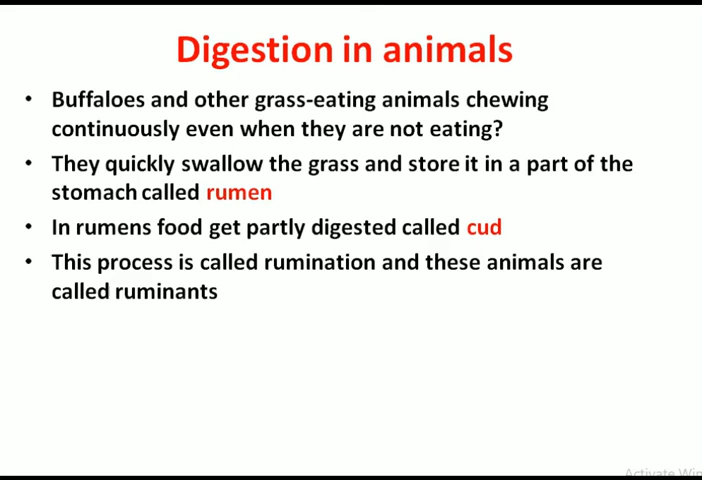 Digestion in animals
• Buffaloes and other grass-eating animals chewing
continuously even when they are not eating?
• They quickly swallow the grass and store it in a part of the
stomach called rumen
• In rumens food get partly digested called cud
• This process is called rumination and these animals are
called ruminants
Activate Win